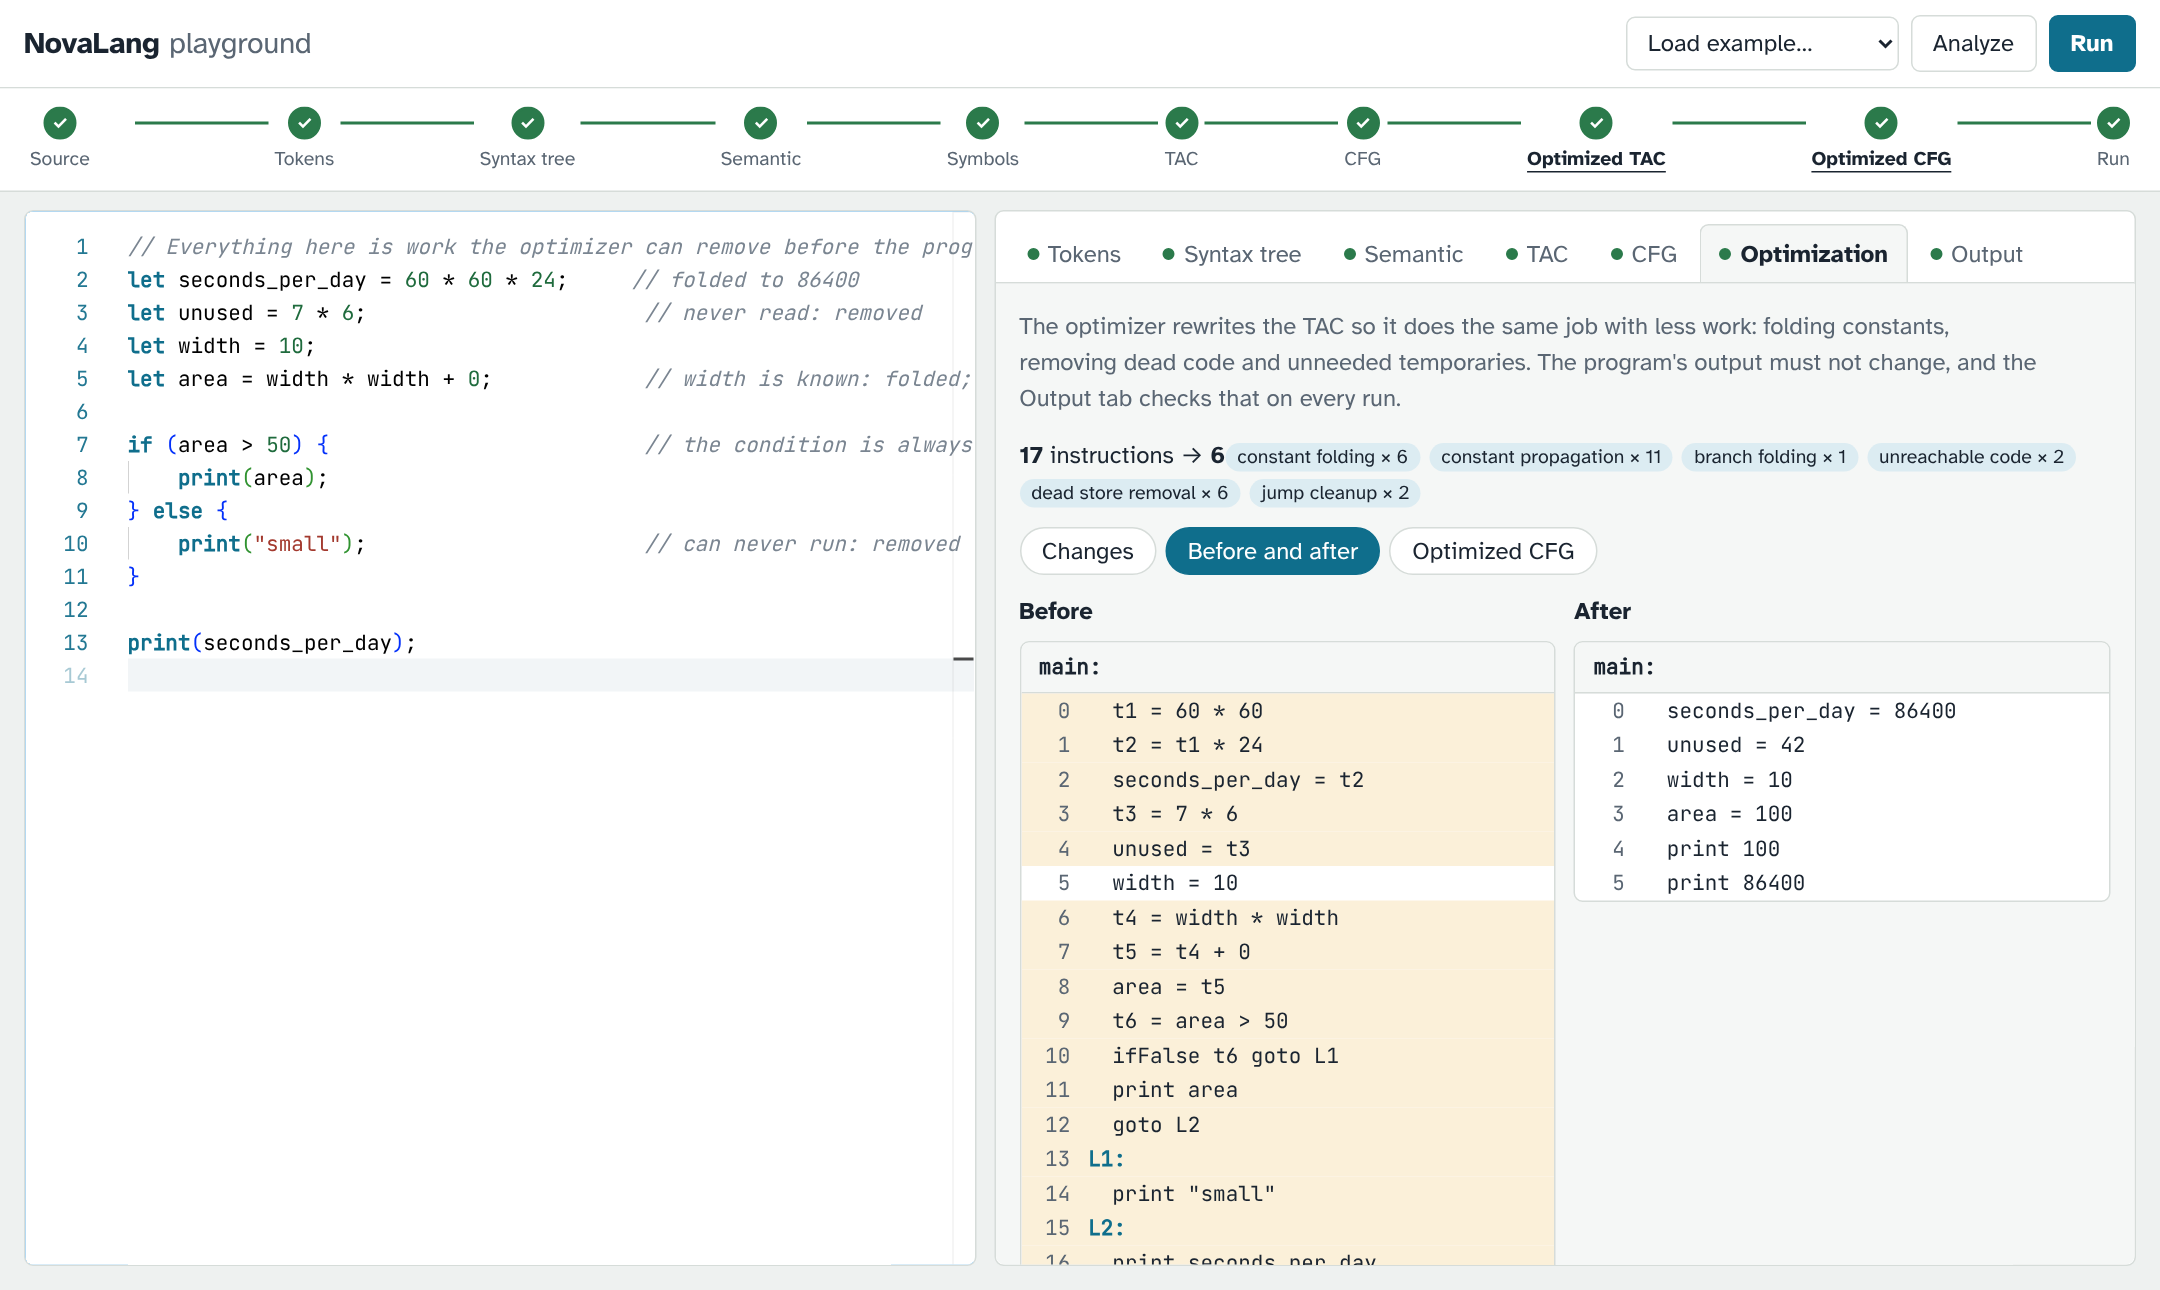 NovaLang playground
Load example...
Analyze
Run
Source
Tokens
Syntax tree
Semantic
Symbols
TAC
CFG
Optimized TAC
Optimized CFG
Run
1 // Everything here is work the optimizer can remove before the prog
2 let seconds_per_day = 60 * 60 * 24; // folded to 86400
3 let unused = 7 * 6; // never read: removed
4 let width = 10;
5 let area = width * width + 0; // width is known: folded;
6
7 if (area > 50) { // the condition is always
8 print(area);
9 } else {
10 print("small"); // can never run: removed
11 }
12
13 print(seconds_per_day);
14
Tokens
Syntax tree
Semantic
TAC
CFG
Optimization
Output
The optimizer rewrites the TAC so it does the same job with less work: folding constants,
removing dead code and unneeded temporaries. The program's output must not change, and the
Output tab checks that on every run.
17 instructions → 6 constant folding × 6 constant propagation × 11 branch folding × 1 unreachable code × 2
dead store removal × 6 jump cleanup × 2
Changes
Before and after
Optimized CFG
Before
main:
0 t1 = 60 * 60
1 t2 = t1 * 24
2 seconds_per_day = t2
3 t3 = 7 * 6
4 unused = t3
5 width = 10
6 t4 = width * width
7 t5 = t4 + 0
8 area = t5
9 t6 = area > 50
10 ifFalse t6 goto L1
11 print area
12 goto L2
13 L1:
14 print "small"
15 L2:
16 print seconds_per_day
After
main:
0 seconds_per_day = 86400
1 unused = 42
2 width = 10
3 area = 100
4 print 100
5 print 86400